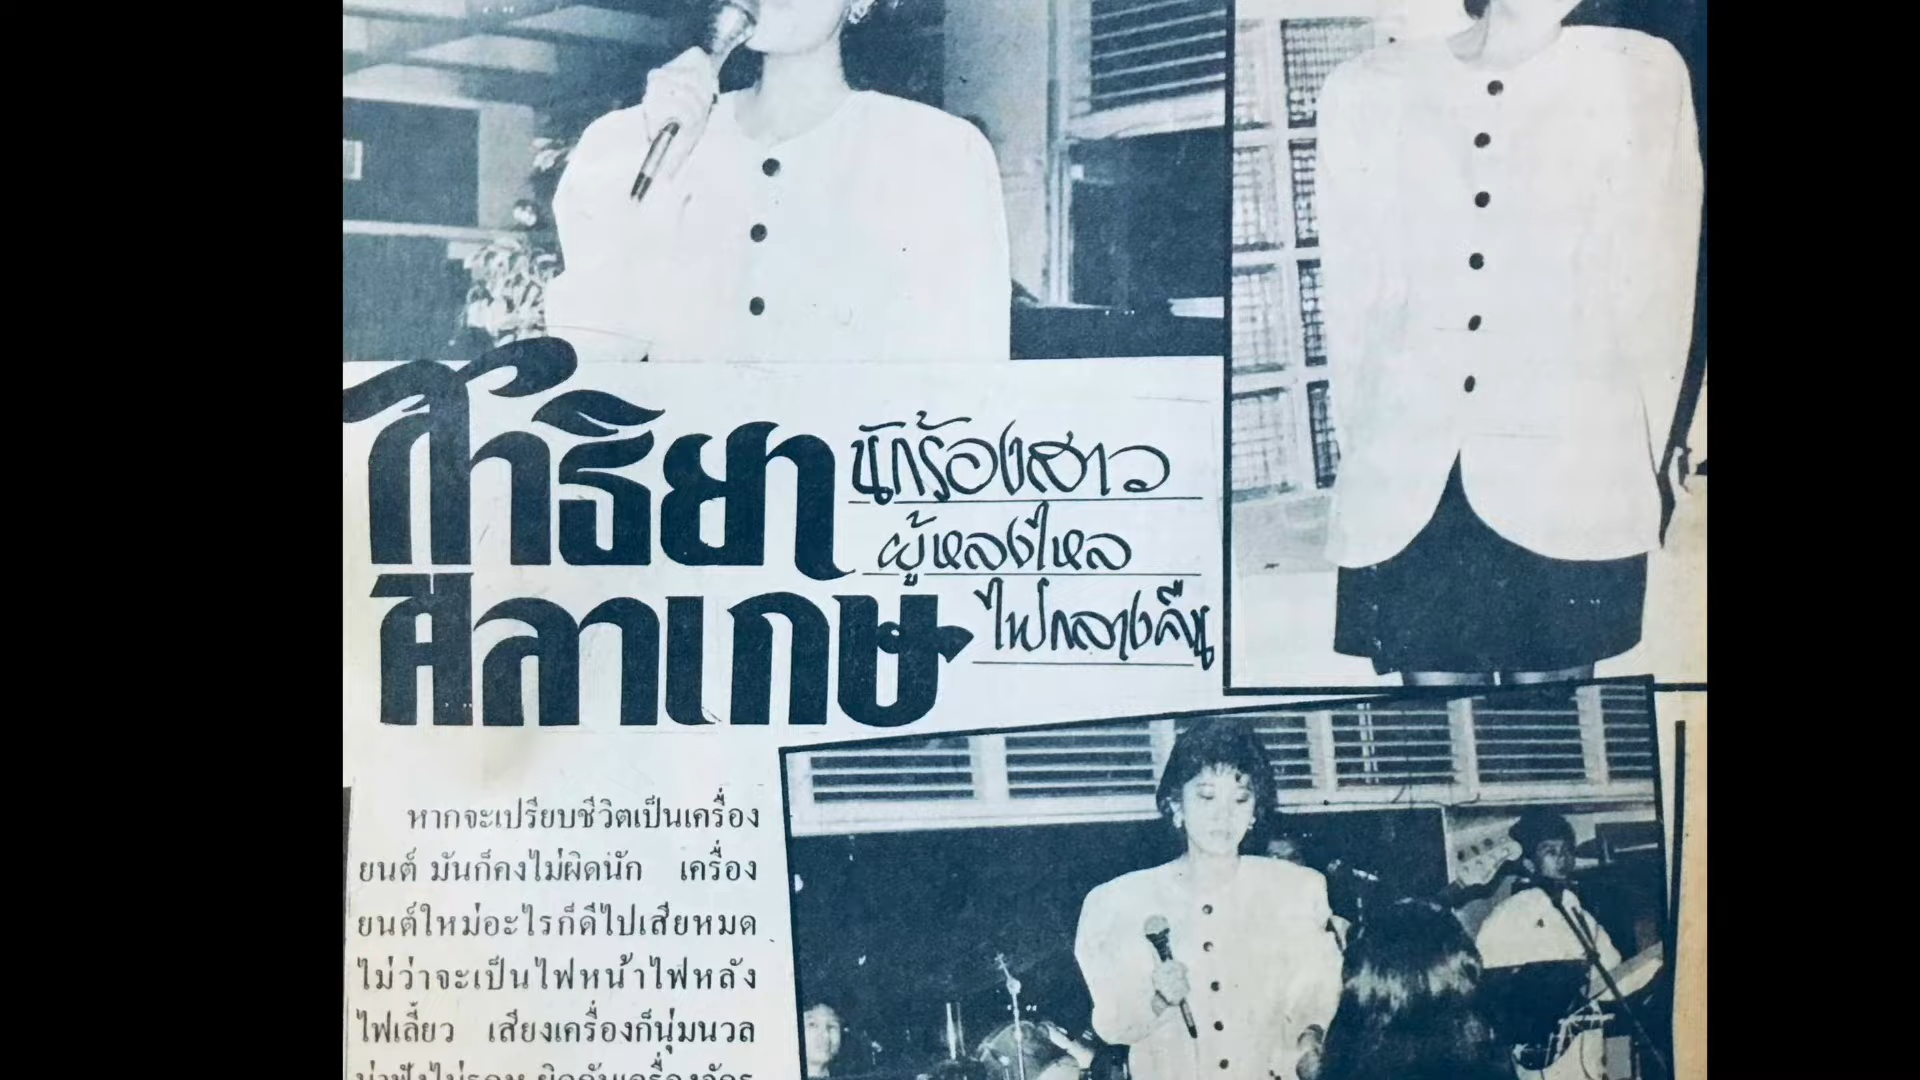 ศาธิยา
ศิลาเกษ
นักร้องสาว
ผู้หลงใหล
ไฟกลางคืน
หากจะเปรียบชีวิตเป็นเครื่อง
ยนต์ มันก็คงไม่ผิดนัก เครื่อง
ยนต์ใหม่อะไรก็ดีไปเสียหมด
ไม่ว่าจะเป็นไฟหน้าไฟหลัง
ไฟเลี้ยว เสียงเครื่องก็นุ่มนวล